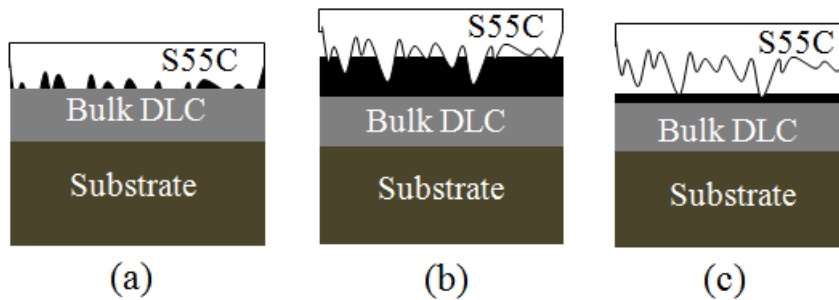 S55C
Bulk DLC
Substrate
(a)
S55C
Bulk DLC
Substrate
(b)
S55C
Bulk DLC
Substrate
(c)